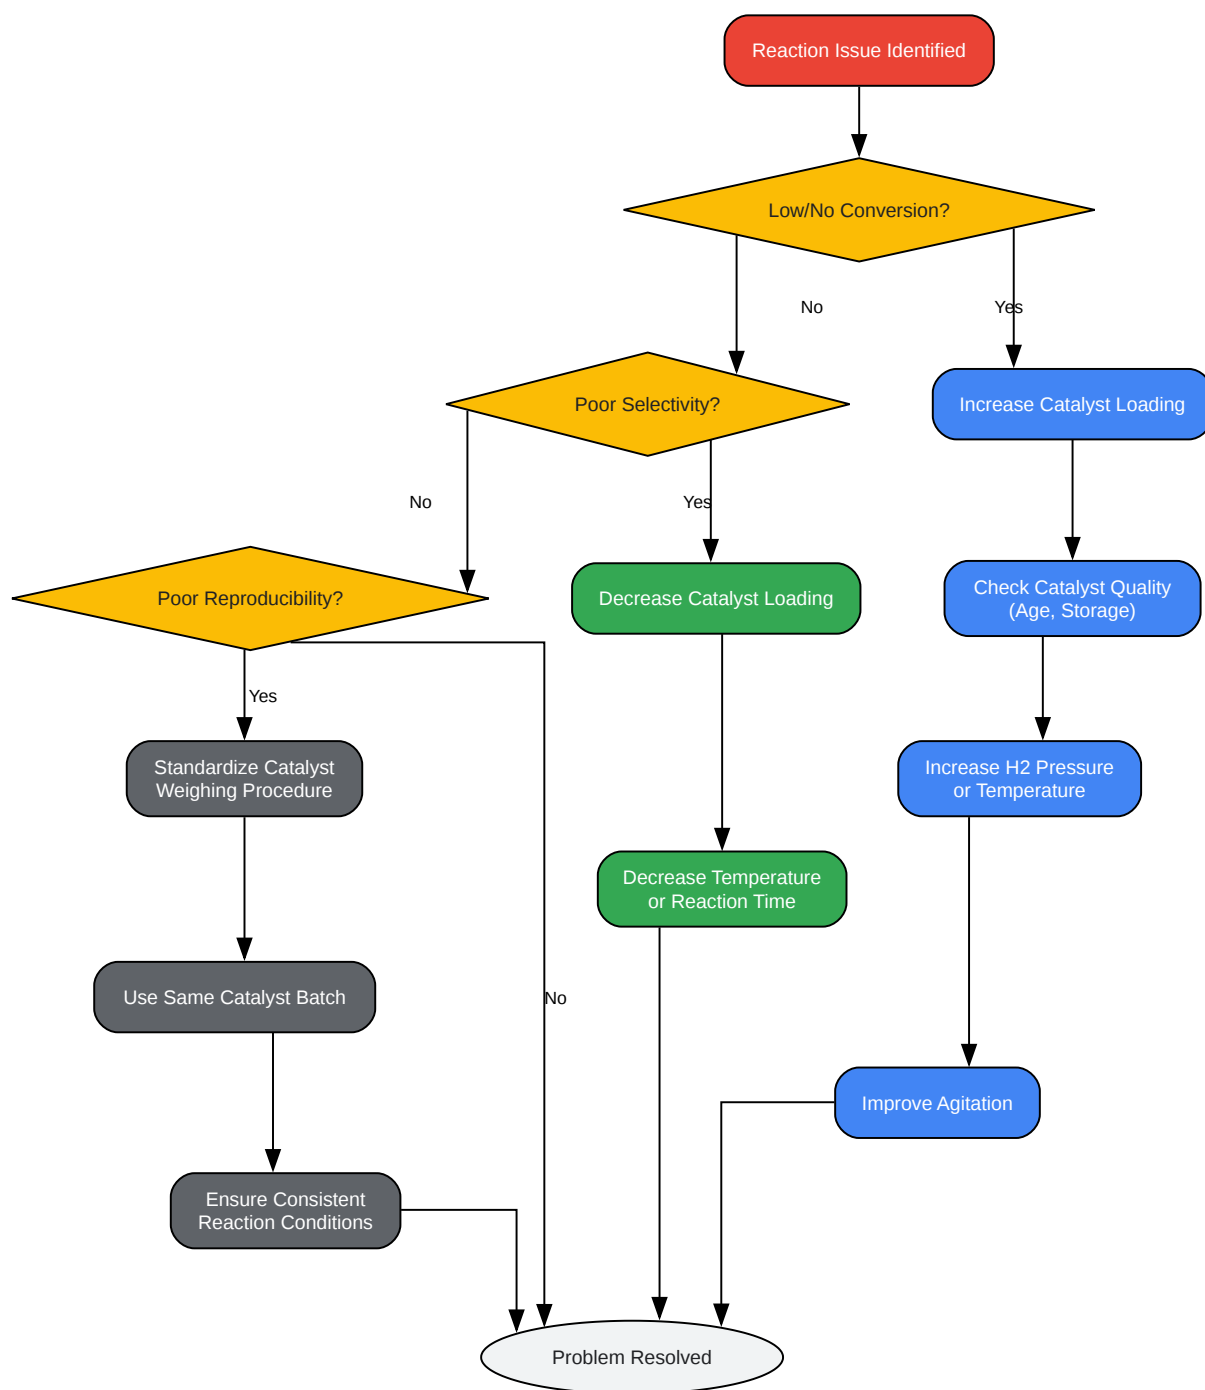 Reaction Issue Identified
Low/No Conversion?
No
Yes
Poor Selectivity?
Increase Catalyst Loading
No
Yes
Poor Reproducibility?
Decrease Catalyst Loading
Check Catalyst Quality
(Age, Storage)
Yes
Standardize Catalyst
Weighing Procedure
Increase H2 Pressure
or Temperature
Decrease Temperature
or Reaction Time
Use Same Catalyst Batch
No
Improve Agitation
Ensure Consistent
Reaction Conditions
Problem Resolved